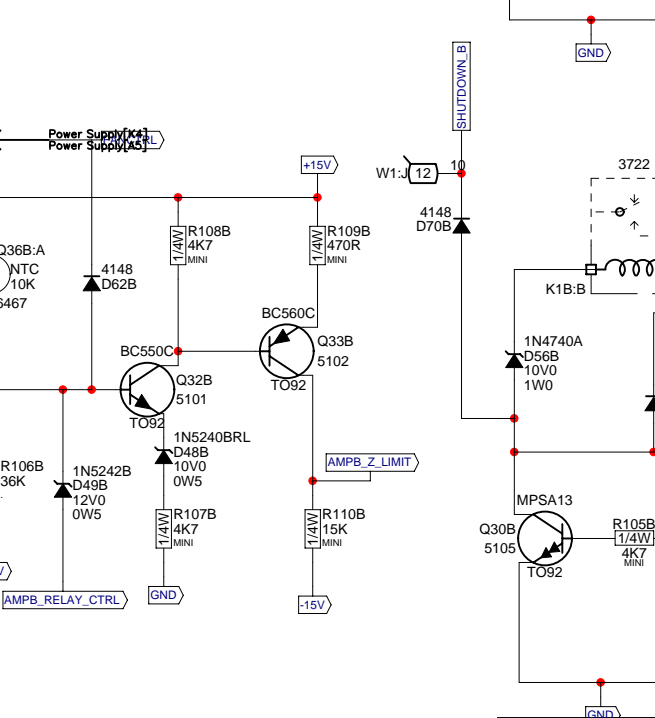 GND
SHUTDOWN_B
Power Supply[K4]
Power Supply[A5]
+15V
W1:J
12
10
3722
4148
D70B
R108B
4K7
MINI
1/4W
R109B
470R
MINI
1/4W
Q36B:A
NTC
10K
6467
4148
D62B
K1B:B
BC560C
Q33B
5102
TO92
BC550C
Q32B
5101
TO92
1N4740A
D56B
10V0
1W0
1N5240BRL
D48B
10V0
0W5
AMPB_Z_LIMIT
R106B
36K
1N5242B
D49B
12V0
0W5
R107B
4K7
MINI
1/4W
R110B
15K
MINI
1/4W
MPSA13
Q30B
5105
TO92
R105B
1/4W
4K7
MINI
AMPB_RELAY_CTRL
GND
-15V
GND